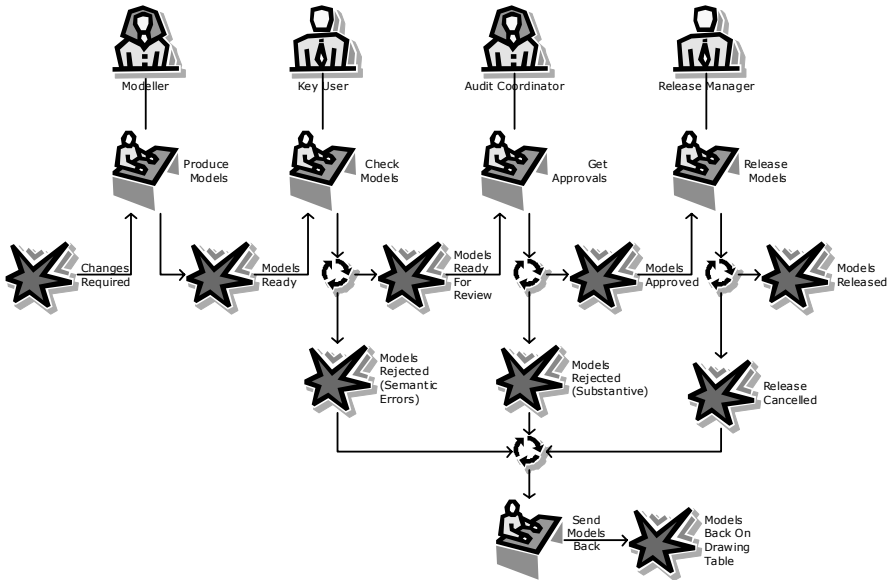 Modeller
Key User
Audit Coordinator
Release Manager
Produce
Models
Check
Models
Get
Approvals
Release
Models
Changes
Required
Models
Ready
Models
Ready
For
Review
Models
Approved
Models
Released
Models
Rejected
(Semantic
Errors)
Models
Rejected
(Substantive)
Release
Cancelled
Send
Models
Back
Models
Back On
Drawing
Table